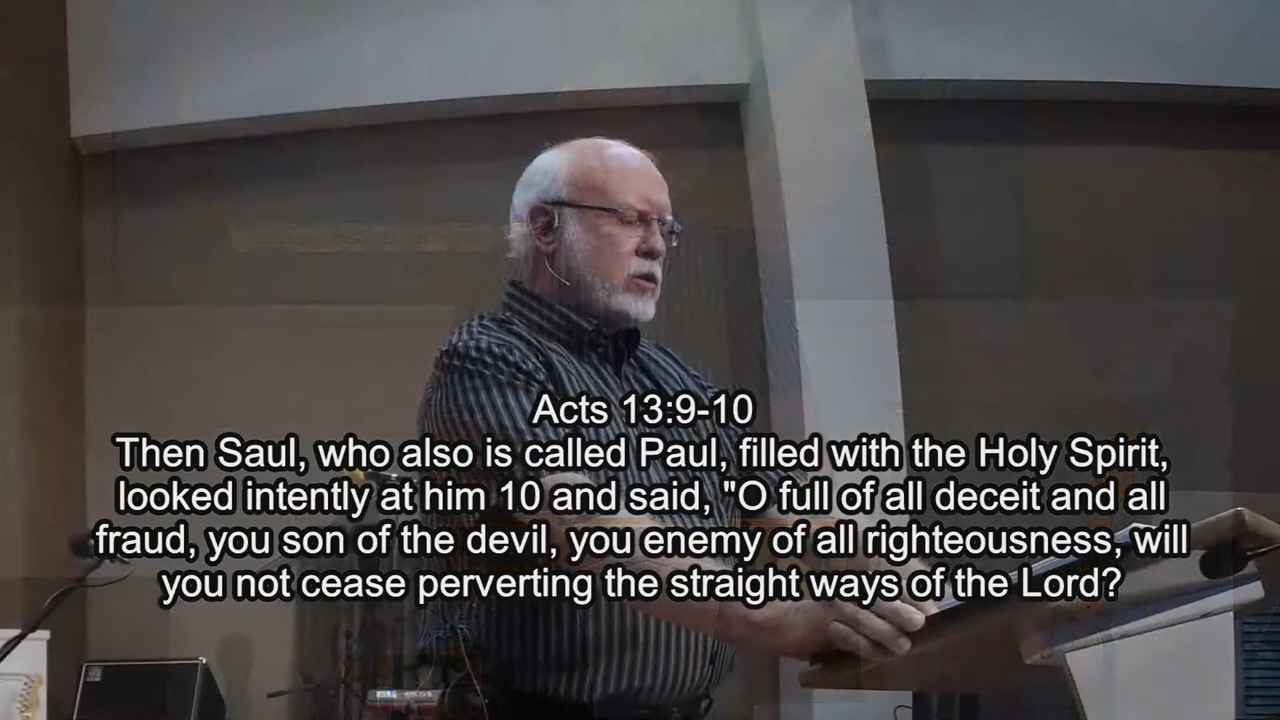 Acts 13:9-10
Then Saul, who also is called Paul, filled with the Holy Spirit,
looked intently at him 10 and said, "O full of all deceit and all
fraud, you son of the devil, you enemy of all righteousness, will
you not cease perverting the straight ways of the Lord?
KORG